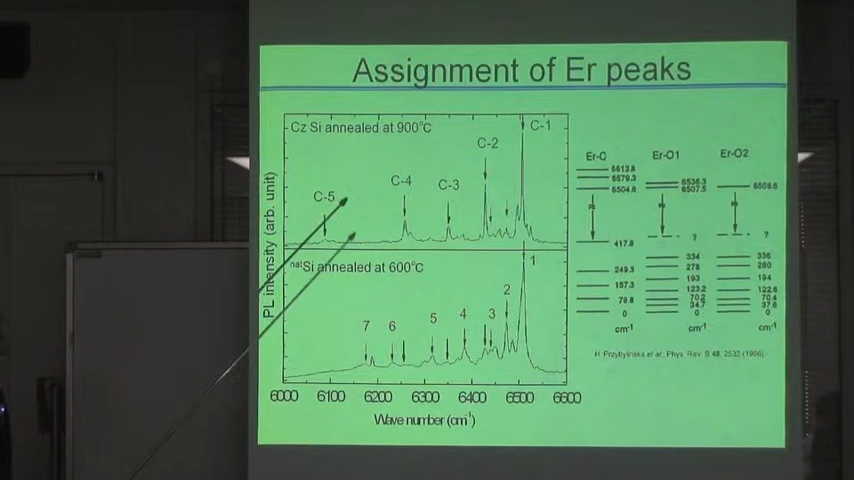 Assignment of Er peaks
Cz Si annealed at 900°C
C-1
C-2
C-3
C-4
C-5
natSi annealed at 600°C
1
2
3
4
5
6
7
PL intensity (arb. unit)
6000 6100 6200 6300 6400 6500 6600
Wave number (cm-1)
Er-C Er-O1 Er-O2
6613.8
6579.3
6504.6
417.8
249.3
157.3
78.8
0
cm-1
6536.3
6507.5
?
334
278
193
123.2
70.2
34.7
0
cm-1
6508.6
?
336
260
194
122.6
70.4
37.6
0
cm-1
H. Przybylinska et al., Phys. Rev. B 48, 2532 (1996).